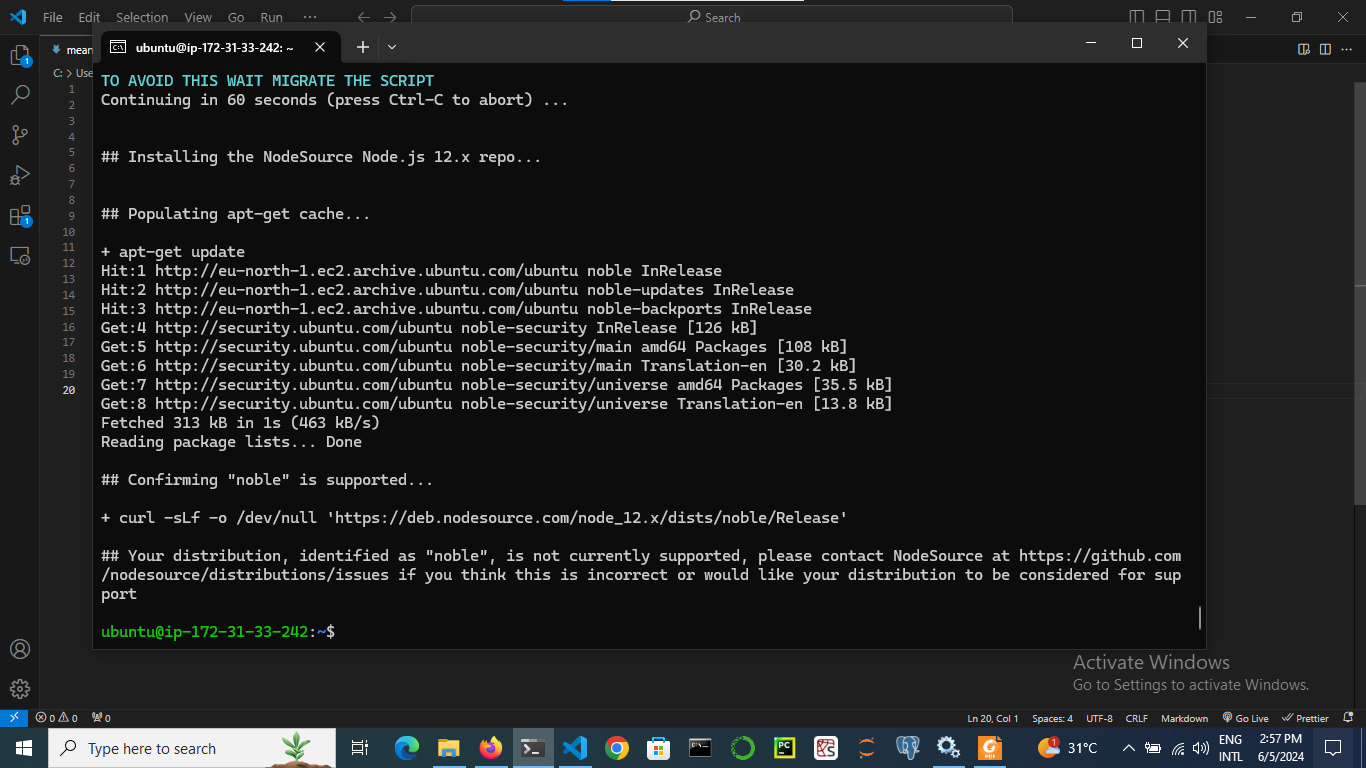 File Edit Selection View Go Run ···
Search
ubuntu@ip-172-31-33-242: ~
mean
C: > Use
1
2
3
4
5
6
7
8
9
10
11
12
13
14
15
16
17
18
19
20
TO AVOID THIS WAIT MIGRATE THE SCRIPT
Continuing in 60 seconds (press Ctrl-C to abort) ...
## Installing the NodeSource Node.js 12.x repo...
## Populating apt-get cache...
+ apt-get update
Hit:1 http://eu-north-1.ec2.archive.ubuntu.com/ubuntu noble InRelease
Hit:2 http://eu-north-1.ec2.archive.ubuntu.com/ubuntu noble-updates InRelease
Hit:3 http://eu-north-1.ec2.archive.ubuntu.com/ubuntu noble-backports InRelease
Get:4 http://security.ubuntu.com/ubuntu noble-security InRelease [126 kB]
Get:5 http://security.ubuntu.com/ubuntu noble-security/main amd64 Packages [108 kB]
Get:6 http://security.ubuntu.com/ubuntu noble-security/main Translation-en [30.2 kB]
Get:7 http://security.ubuntu.com/ubuntu noble-security/universe amd64 Packages [35.5 kB]
Get:8 http://security.ubuntu.com/ubuntu noble-security/universe Translation-en [13.8 kB]
Fetched 313 kB in 1s (463 kB/s)
Reading package lists... Done
## Confirming "noble" is supported...
+ curl -sLf -o /dev/null 'https://deb.nodesource.com/node_12.x/dists/noble/Release'
## Your distribution, identified as "noble", is not currently supported, please contact NodeSource at https://github.com
/nodesource/distributions/issues if you think this is incorrect or would like your distribution to be considered for sup
port
ubuntu@ip-172-31-33-242:~$
Activate Windows
Go to Settings to activate Windows.
0 0 0 Ln 20, Col 1 Spaces: 4 UTF-8 CRLF Markdown Go Live Prettier
Type here to search
1 31°C
ENG
INTL
2:57 PM
6/5/2024